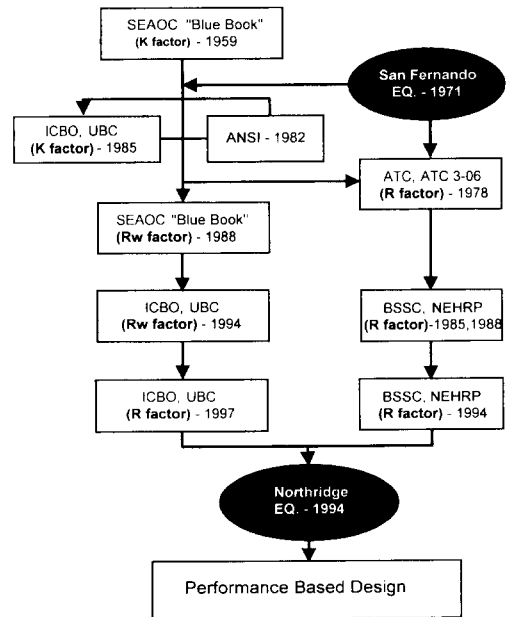 SEAOC "Blue Book"
(K factor) - 1959
San Fernando
EQ. - 1971
ICBO, UBC
(K factor) - 1985
ANSI - 1982
ATC, ATC 3-06
(R factor) - 1978
SEAOC "Blue Book"
(Rw factor) - 1988
ICBO, UBC
(Rw factor) - 1994
BSSC, NEHRP
(R factor)-1985,1988
ICBO, UBC
(R factor) - 1997
BSSC, NEHRP
(R factor) - 1994
Northridge
EQ. - 1994
Performance Based Design